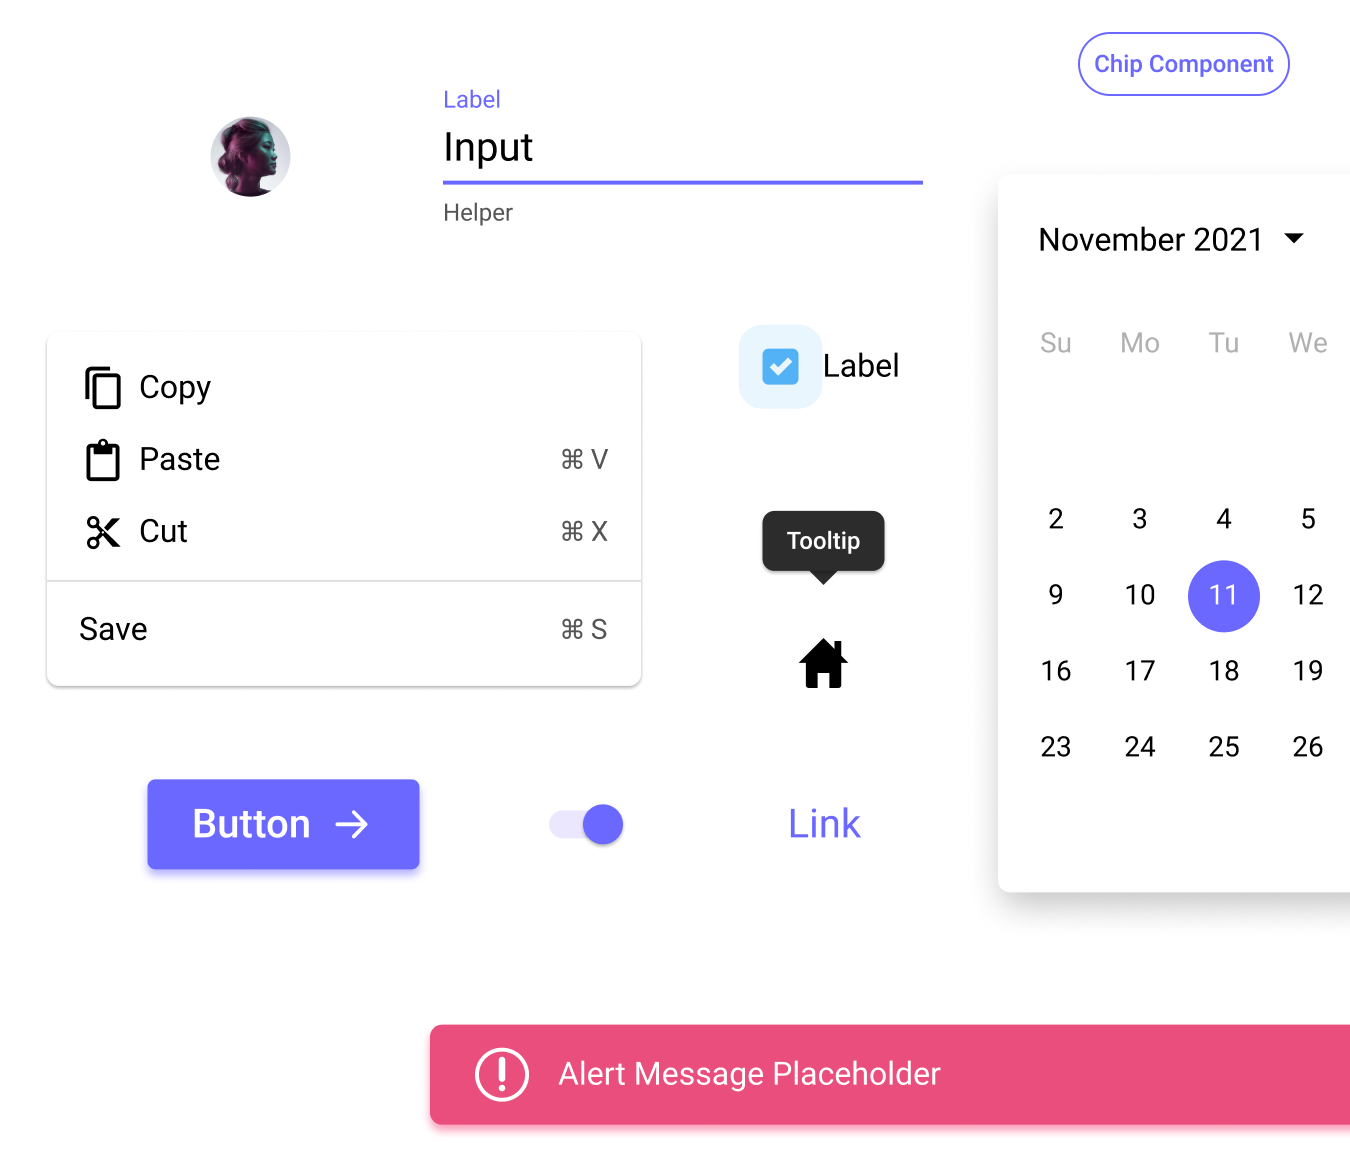 Chip Component
Label
Input
Helper
November 2021
Su Mo Tu We
2 3 4 5
9 10 11 12
16 17 18 19
23 24 25 26
Copy
Paste ⌘ V
Cut ⌘ X
Save ⌘ S
Label
Tooltip
Button
Link
Alert Message Placeholder